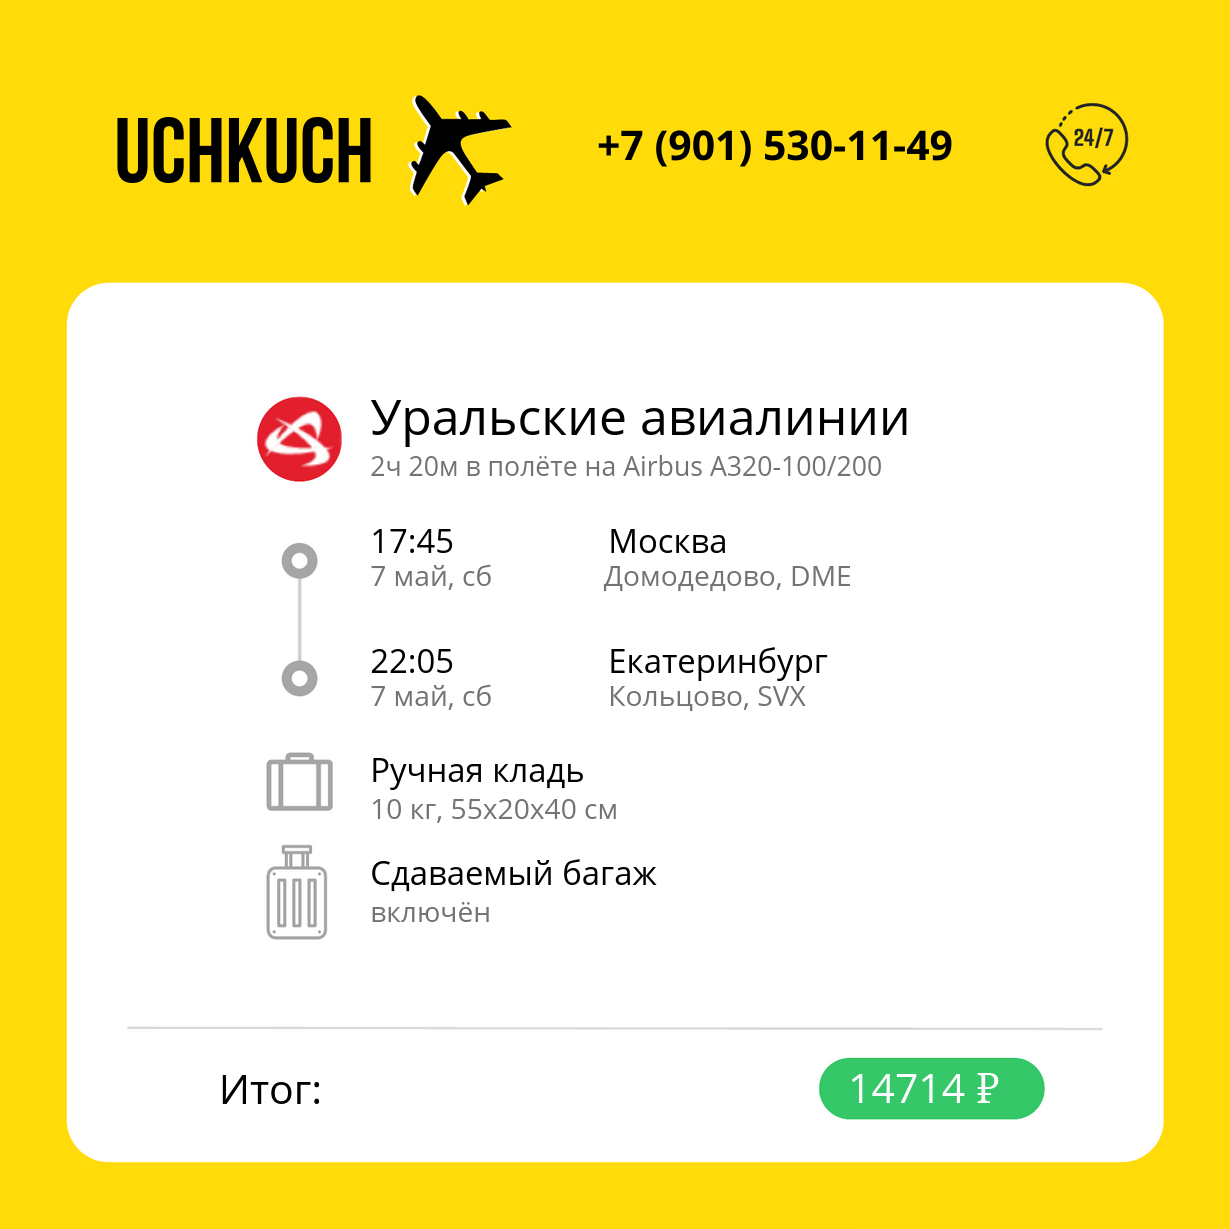 UCHKUCH
+7 (901) 530-11-49
24/7
Уральские авиалинии
2ч 20м в полёте на Airbus A320-100/200
17:45 Москва
7 май, сб Домодедово, DME
22:05 Екатеринбург
7 май, сб Кольцово, SVX
Ручная кладь
10 кг, 55x20x40 см
Сдаваемый багаж
включён
Итог: 14714 ₽